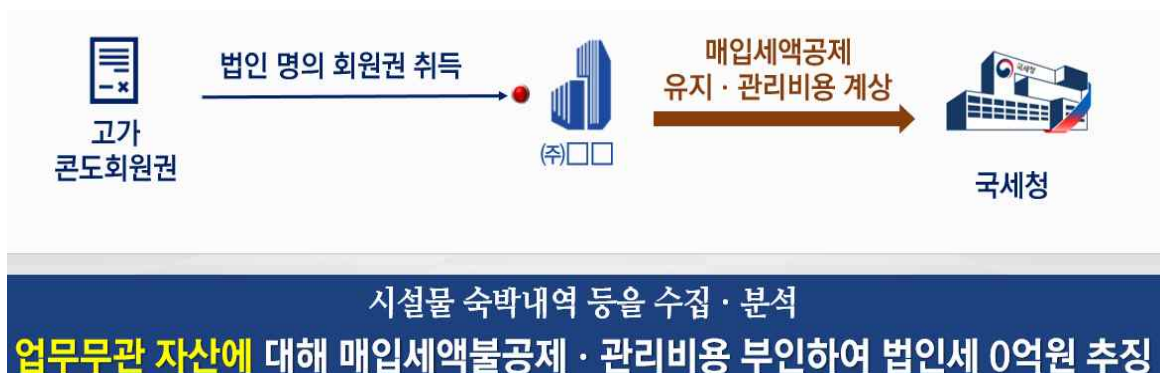 법인 명의 회원권 취득
고가
콘도회원권
㈜□□
매입세액공제
유지 · 관리비용 계상
국세청
국세청
시설물 숙박내역 등을 수집 · 분석
업무무관 자산에 대해 매입세액불공제 · 관리비용 부인하여 법인세 0억원 추징